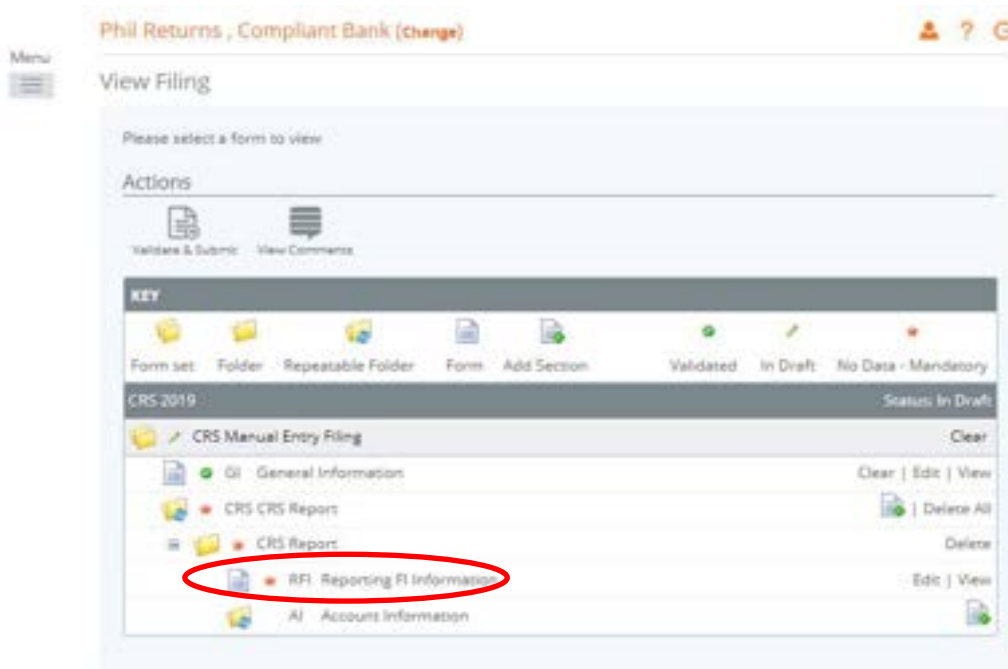 Phil Returns , Compliant Bank (Change)
?
Menu
View Filing
Please select a form to view
Actions
Validate & Submit View Comments
KEY
Form set Folder Repeatable Folder Form Add Section Validated In Draft No Data - Mandatory
CRS 2019 Status: In Draft
CRS Manual Entry Filing Clear
GI General Information Clear | Edit | View
CRS CRS Report | Delete All
CRS Report Delete
RFI Reporting FI Information Edit | View
AI Account Information